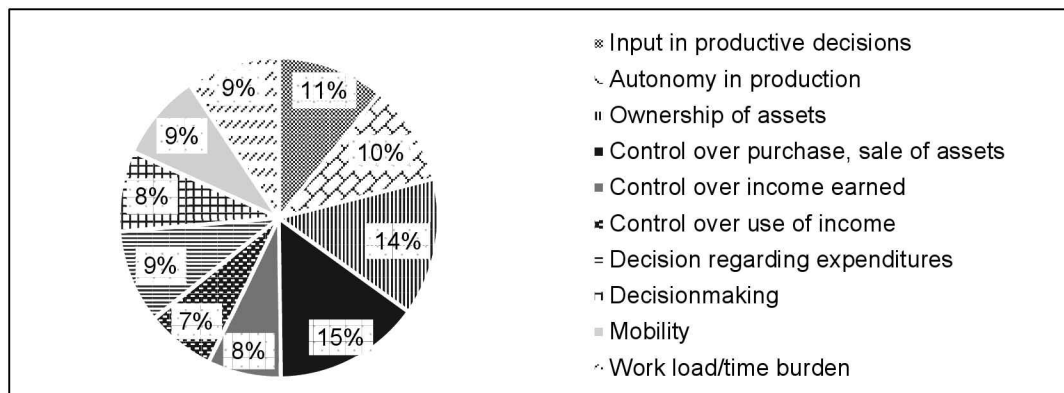 11%
10%
14%
15%
8%
7%
9%
8%
9%
9%
Input in productive decisions
Autonomy in production
Ownership of assets
Control over purchase, sale of assets
Control over income earned
Control over use of income
Decision regarding expenditures
Decisionmaking
Mobility
Work load/time burden